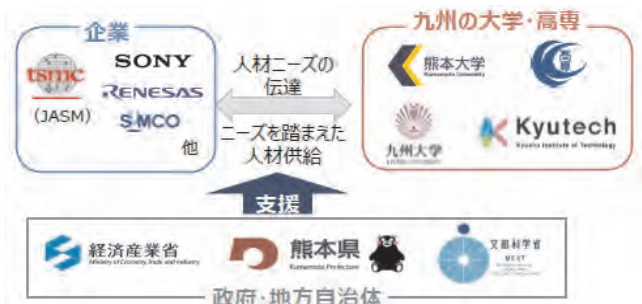 企業
tsmc
(JASM)
SONY
RENESAS
SUMCO
他
人材ニーズの
伝達
ニーズを踏まえた
人材供給
九州の大学・高専
熊本大学
Kumamoto University
九州大学
KYUSHU UNIVERSITY
Kyutech
Kyushu Institute of Technology
支援
経済産業省
Ministry of Economy, Trade and Industry
熊本県
Kumamoto Prefecture
文部科学省
MEXT
政府・地方自治体